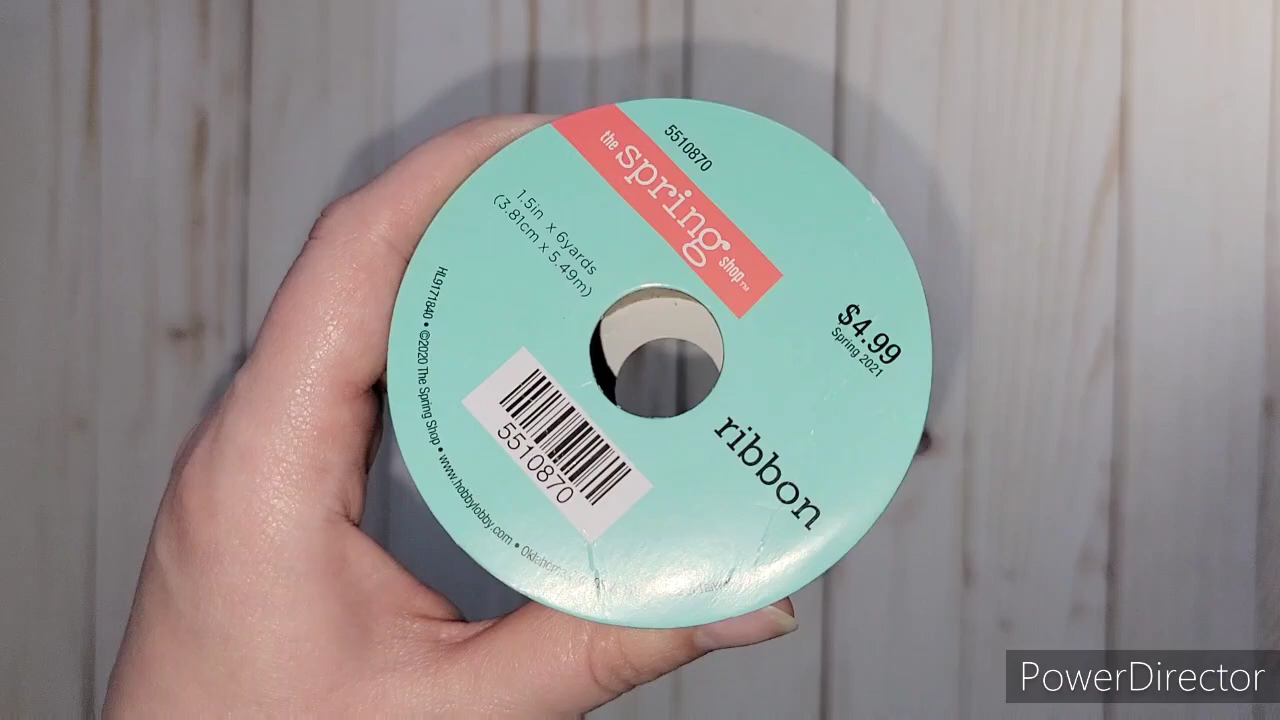 5510870
the spring shop™
1.5in x 6yards
(3.81cm x 5.49m)
$4.99
Spring 2021
ribbon
5510870
HL9171840 • ©2020 The Spring Shop • www.hobbylobby.com • Oklahoma
PowerDirector